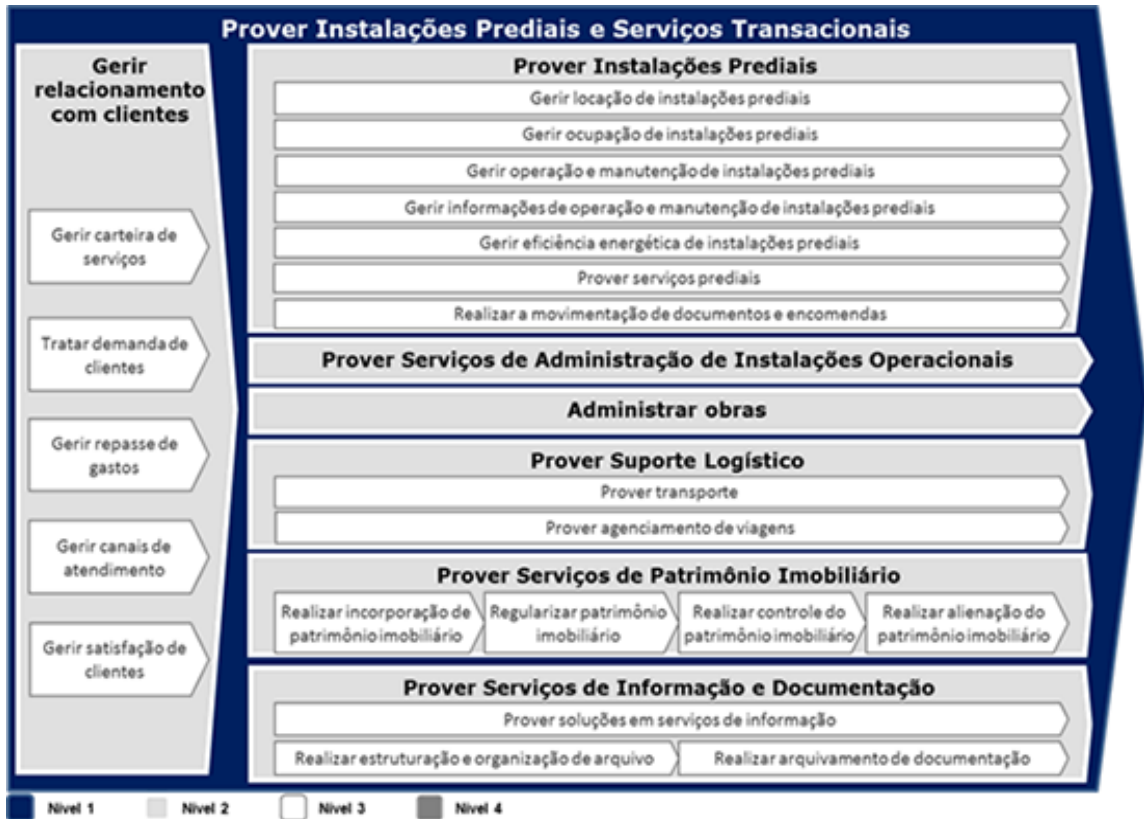 Prover Instalações Prediais e Serviços Transacionais
Gerir
relacionamento
com clientes
Gerir carteira de
serviços
Tratar demanda de
clientes
Gerir repasse de
gastos
Gerir canais de
atendimento
Gerir satisfação de
clientes
Prover Instalações Prediais
Gerir locação de instalações prediais
Gerir ocupação de instalações prediais
Gerir operação e manutenção de instalações prediais
Gerir informações de operação e manutenção de instalações prediais
Gerir eficiência energética de instalações prediais
Prover serviços prediais
Realizar a movimentação de documentos e encomendas
Prover Serviços de Administração de Instalações Operacionais
Administrar obras
Prover Suporte Logístico
Prover transporte
Prover agenciamento de viagens
Prover Serviços de Patrimônio Imobiliário
Realizar incorporação de
patrimônio imobiliário
Regularizar patrimônio
imobiliário
Realizar controle do
patrimônio imobiliário
Realizar alienação do
patrimônio imobiliário
Prover Serviços de Informação e Documentação
Prover soluções em serviços de informação
Realizar estruturação e organização de arquivo
Realizar arquivamento de documentação
Nivel 1
Nivel 2
Nivel 3
Nivel 4